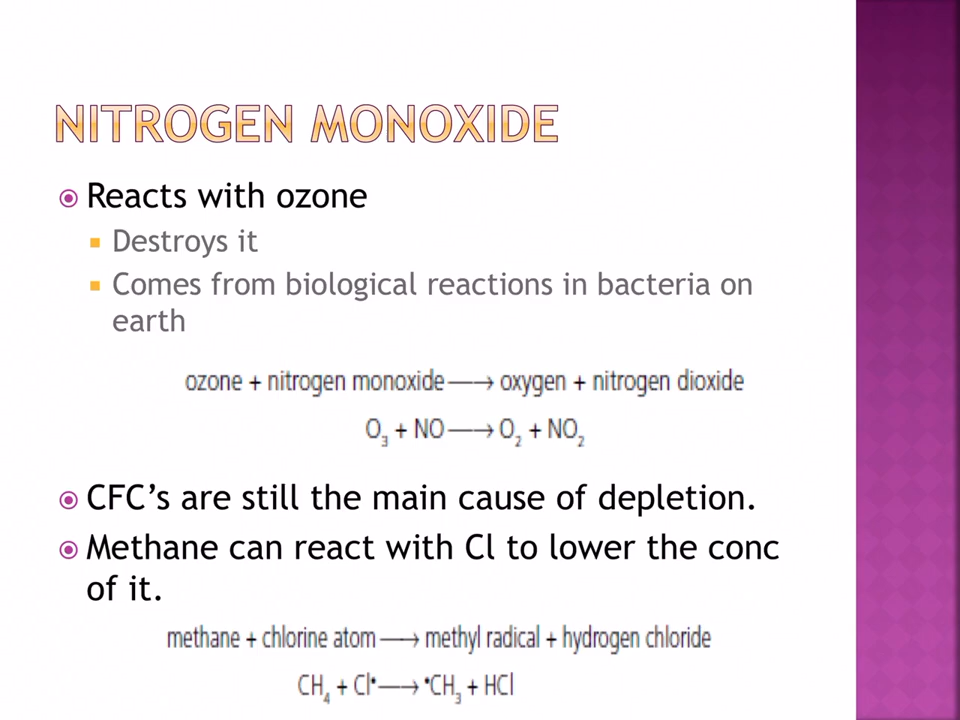 NITROGEN MONOXIDE
Reacts with ozone
Destroys it
Comes from biological reactions in bacteria on
earth
ozone + nitrogen monoxide ⟶ oxygen + nitrogen dioxide
O₃ + NO ⟶ O₂ + NO₂
CFC’s are still the main cause of depletion.
Methane can react with Cl to lower the conc
of it.
methane + chlorine atom ⟶ methyl radical + hydrogen chloride
CH₄ + Cl• ⟶ •CH₃ + HCl